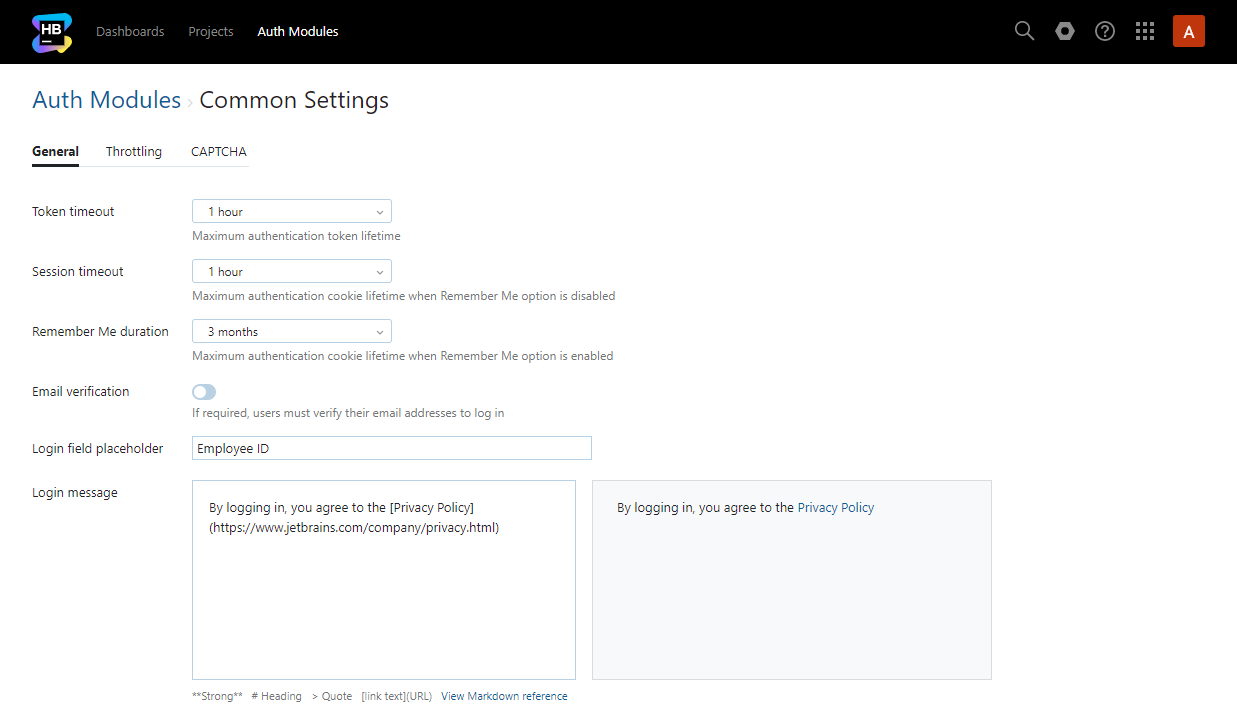 HB
Dashboards Projects Auth Modules
A
Auth Modules › Common Settings
General Throttling CAPTCHA
Token timeout 1 hour
Maximum authentication token lifetime
Session timeout 1 hour
Maximum authentication cookie lifetime when Remember Me option is disabled
Remember Me duration 3 months
Maximum authentication cookie lifetime when Remember Me option is enabled
Email verification
If required, users must verify their email addresses to log in
Login field placeholder Employee ID
Login message
By logging in, you agree to the [Privacy Policy]
(https://www.jetbrains.com/company/privacy.html)
By logging in, you agree to the Privacy Policy
**Strong** # Heading > Quote [link text](URL) View Markdown reference